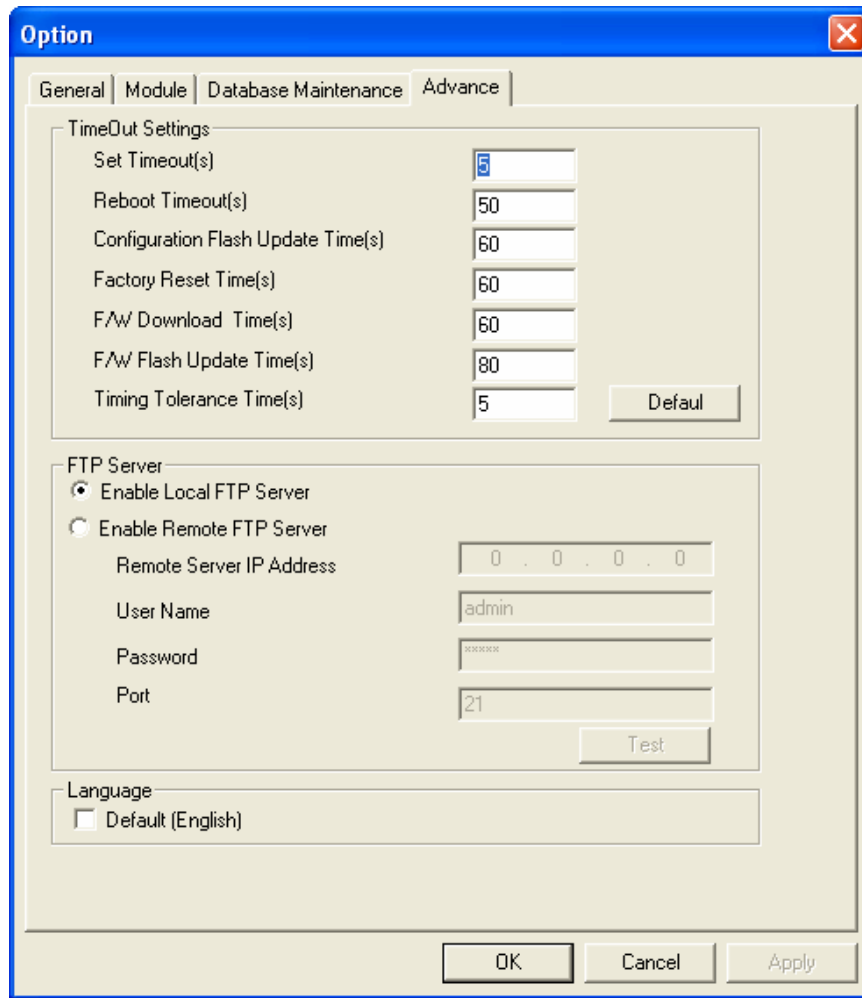 Option
General Module Database Maintenance Advance
TimeOut Settings
Set Timeout(s) 5
Reboot Timeout(s) 50
Configuration Flash Update Time(s) 60
Factory Reset Time(s) 60
F/W Download Time(s) 60
F/W Flash Update Time(s) 80
Timing Tolerance Time(s) 5 Defaul
FTP Server
Enable Local FTP Server
Enable Remote FTP Server
Remote Server IP Address 0 . 0 . 0 . 0
User Name admin
Password *****
Port 21
Test
Language
Default (English)
OK Cancel Apply